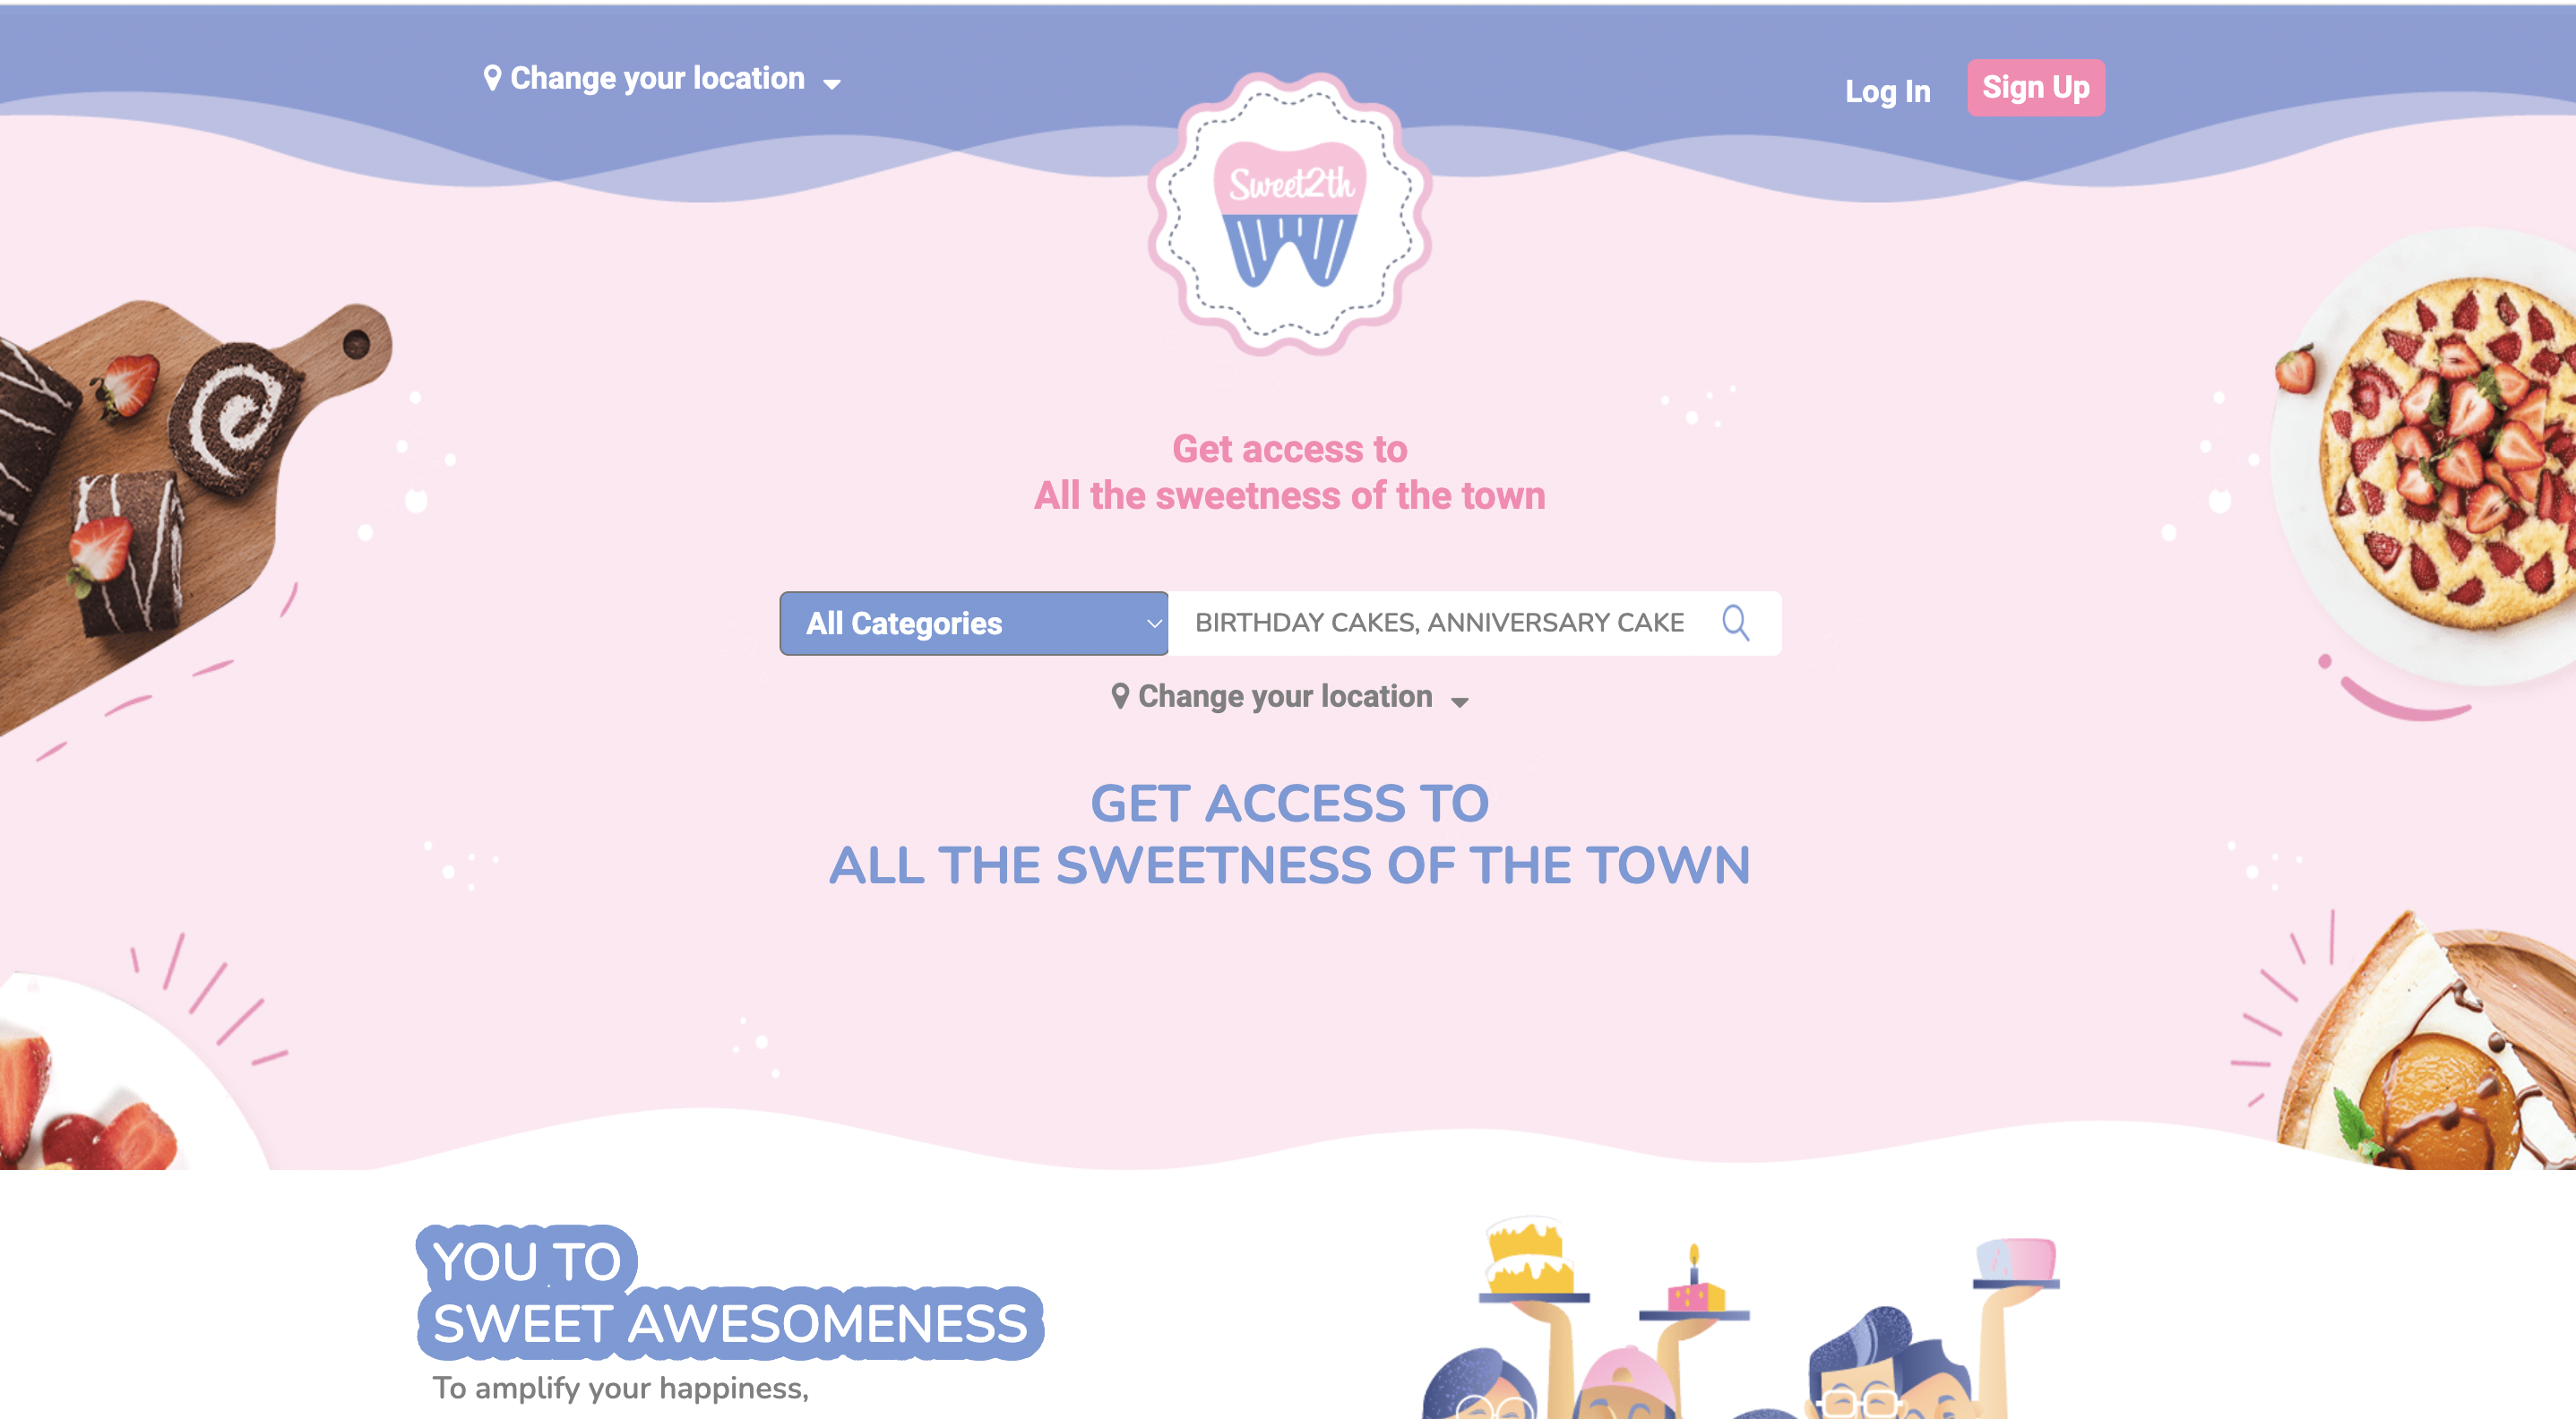 Change your location
Log In
Sign Up
Sweet2th
Get access to
All the sweetness of the town
All Categories
BIRTHDAY CAKES, ANNIVERSARY CAKE
Change your location
GET ACCESS TO
ALL THE SWEETNESS OF THE TOWN
YOU TO
SWEET AWESOMENESS
To amplify your happiness,